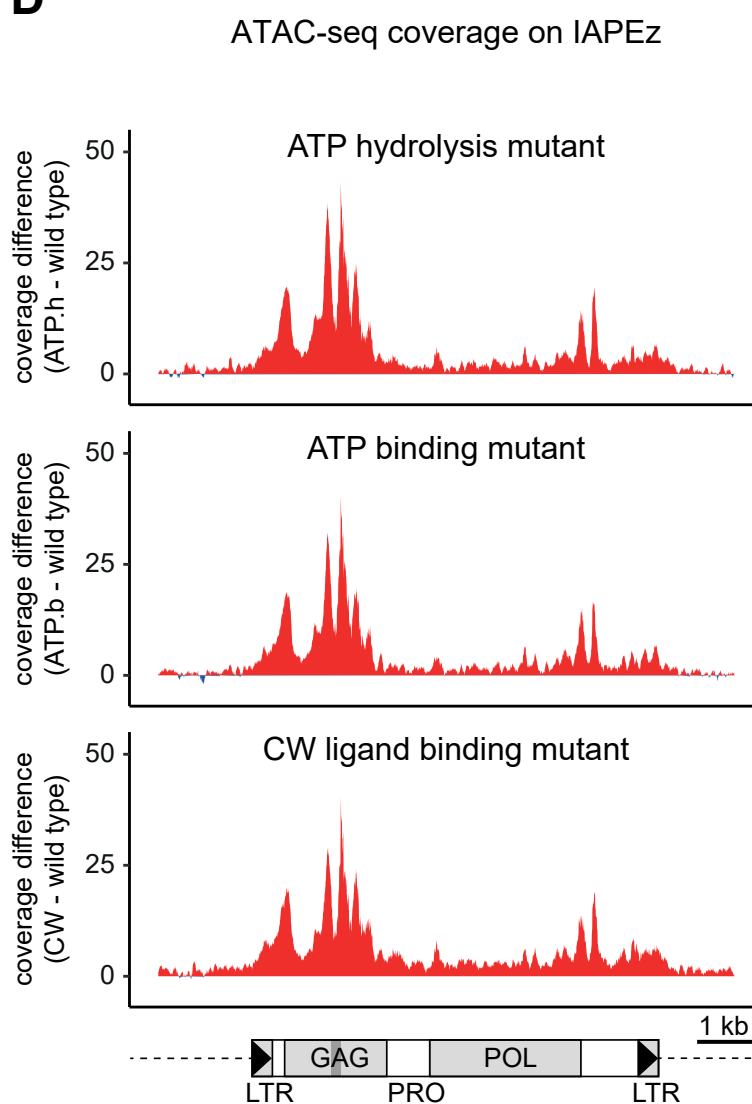 D
ATAC-seq coverage on IAPEz
ATP hydrolysis mutant
coverage difference
(ATP.h - wild type)
50
25
0
ATP binding mutant
coverage difference
(ATP.b - wild type)
50
25
0
CW ligand binding mutant
coverage difference
(CW - wild type)
50
25
0
1 kb
GAG
POL
LTR
PRO
LTR